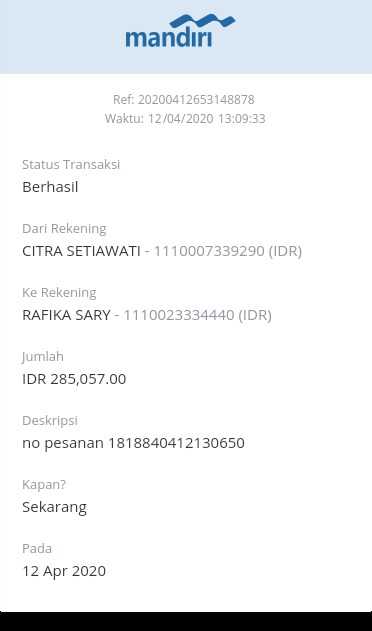 mandiri
Ref: 20200412653148878
Waktu: 12/04/2020 13:09:33
Status Transaksi
Berhasil
Dari Rekening
CITRA SETIAWATI - 1110007339290 (IDR)
Ke Rekening
RAFIKA SARY - 1110023334440 (IDR)
Jumlah
IDR 285,057.00
Deskripsi
no pesanan 1818840412130650
Kapan?
Sekarang
Pada
12 Apr 2020